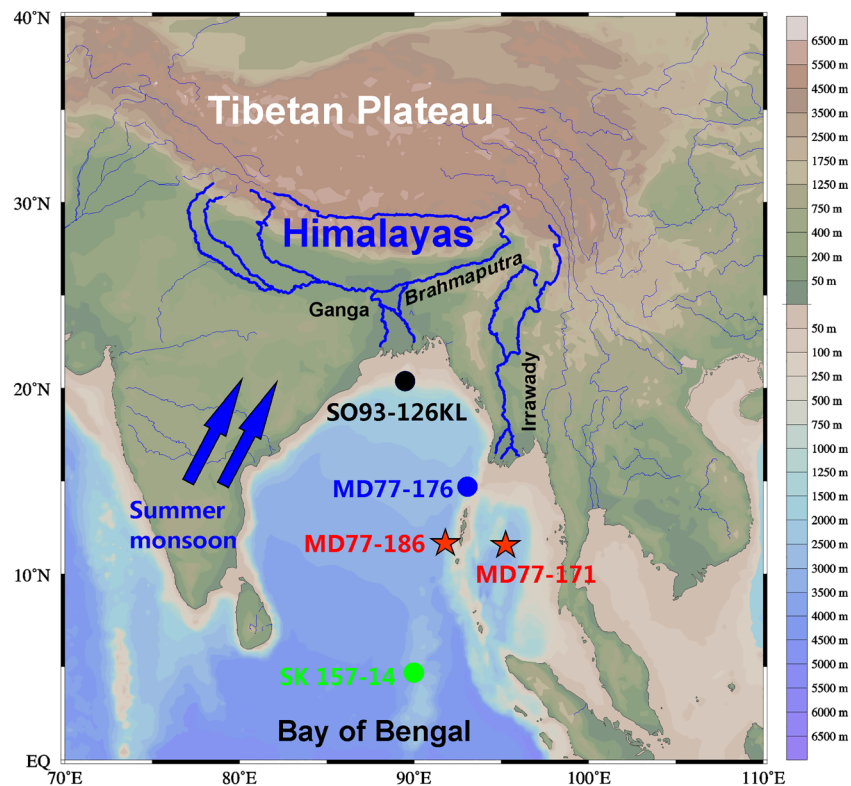 40°N
30°N
20°N
10°N
EQ
70°E
80°E
90°E
100°E
110°E
Tibetan Plateau
Himalayas
Brahmaputra
Ganga
Irrawady
SO93-126KL
MD77-176
Summer
monsoon
MD77-186
MD77-171
SK 157-14
Bay of Bengal
6500 m
5500 m
4500 m
3500 m
2500 m
1750 m
1250 m
750 m
400 m
200 m
50 m
50 m
100 m
250 m
500 m
750 m
1000 m
1250 m
1500 m
2000 m
2500 m
3000 m
3500 m
4000 m
4500 m
5000 m
5500 m
6000 m
6500 m